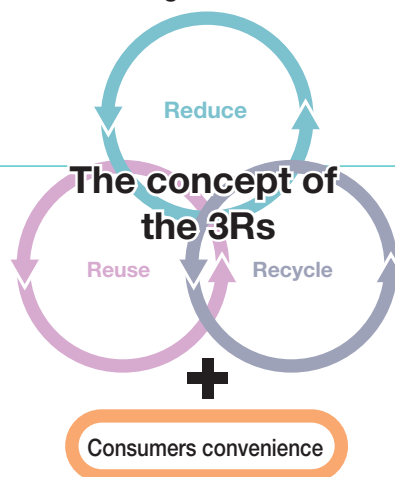 Reduce
The concept of
the 3Rs
Reuse
Recycle
+
Consumers convenience